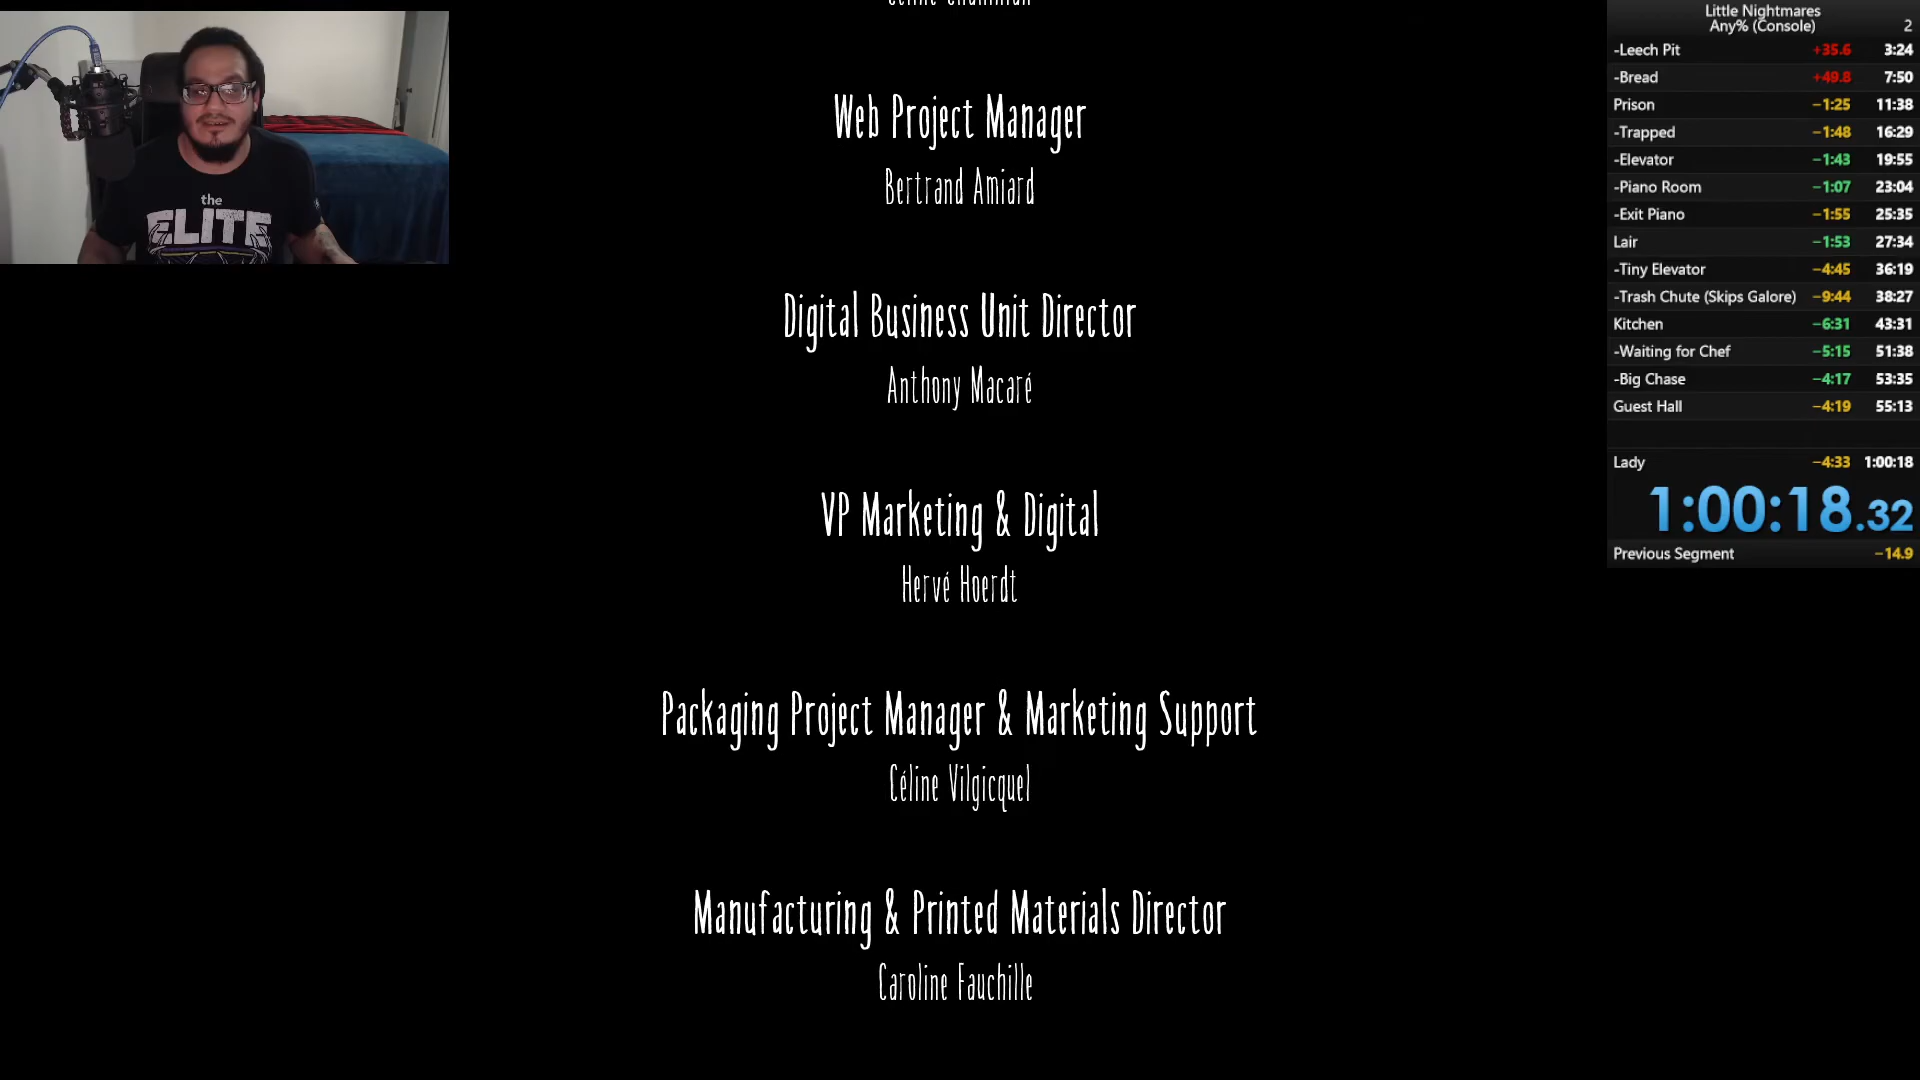 the
ELITE
Web Project Manager
Bertrand Amiard
Digital Business Unit Director
Anthony Macaré
VP Marketing & Digital
Hervé Hoerdt
Packaging Project Manager & Marketing Support
Céline Vilgicquel
Manufacturing & Printed Materials Director
Caroline Fauchille
Little Nightmares
Any% (Console) 2
-Leech Pit +35.6 3:24
-Bread +49.8 7:50
Prison −1:25 11:38
-Trapped −1:48 16:29
-Elevator −1:43 19:55
-Piano Room −1:07 23:04
-Exit Piano −1:55 25:35
Lair −1:53 27:34
-Tiny Elevator −4:45 36:19
-Trash Chute (Skips Galore) −9:44 38:27
Kitchen −6:31 43:31
-Waiting for Chef −5:15 51:38
-Big Chase −4:17 53:35
Guest Hall −4:19 55:13
Lady −4:33 1:00:18
1:00:18.32
Previous Segment −14.9